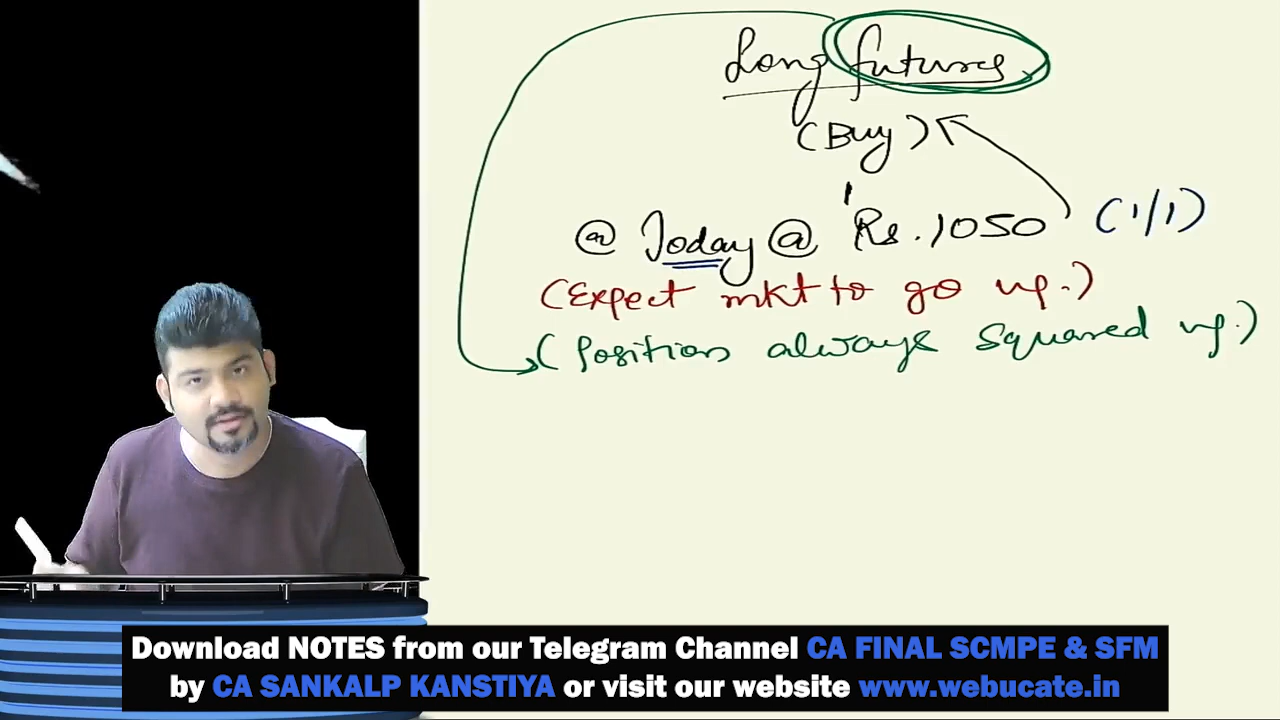 Long futures
(Buy)
@ Today @ Rs. 1050 (1/1)
(Expect mkt to go up.)
(Position always squared up.)
Download NOTES from our Telegram Channel CA FINAL SCMPE & SFM
by CA SANKALP KANSTIYA or visit our website www.webucate.in